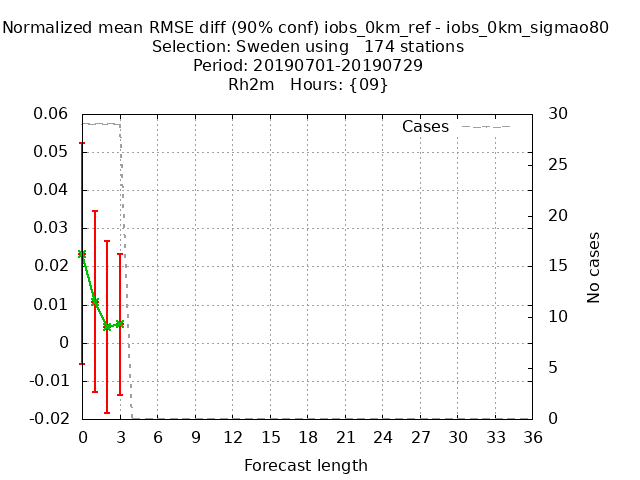 Normalized mean RMSE diff (90% conf) iobs_0km_ref - iobs_0km_sigmao80
Selection: Sweden using   174 stations
Period: 20190701-20190729
Rh2m   Hours: {09}
Cases
0.06
0.05
0.04
0.03
0.02
0.01
0
-0.01
-0.02
30
25
20
15
10
5
0
No cases
0 3 6 9 12 15 18 21 24 27 30 33 36
Forecast length